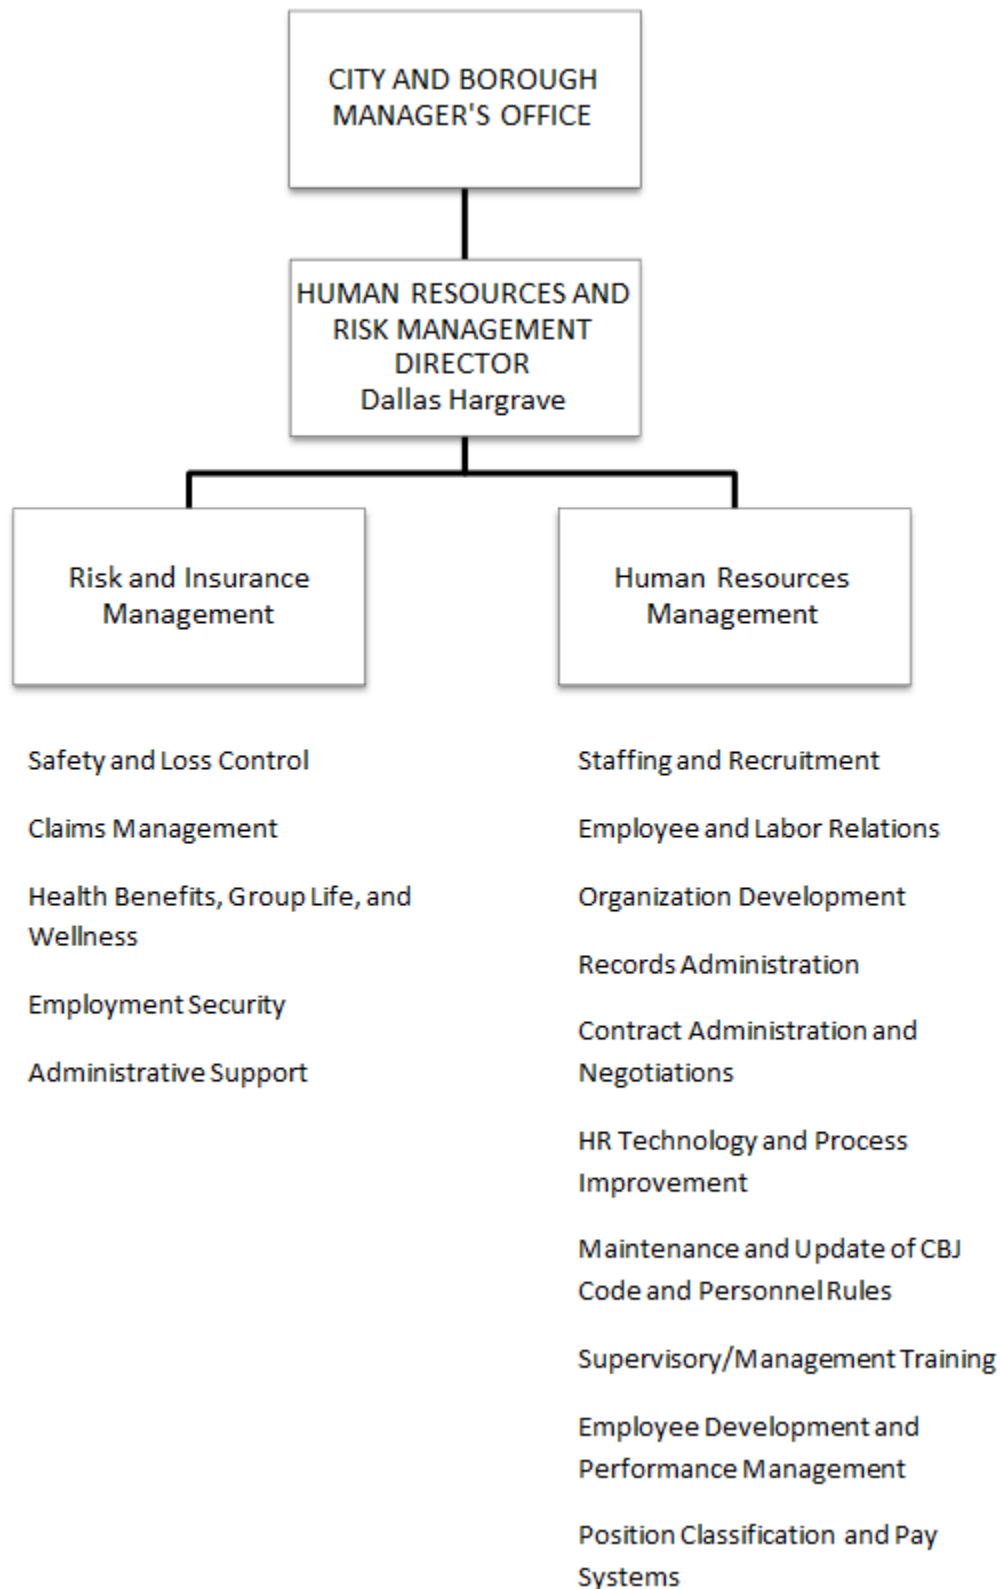 CITY AND BOROUGH
MANAGER'S OFFICE
HUMAN RESOURCES AND
RISK MANAGEMENT
DIRECTOR
Dallas Hargrave
Risk and Insurance
Management
Human Resources
Management
Safety and Loss Control
Claims Management
Health Benefits, Group Life, and
Wellness
Employment Security
Administrative Support
Staffing and Recruitment
Employee and Labor Relations
Organization Development
Records Administration
Contract Administration and
Negotiations
HR Technology and Process
Improvement
Maintenance and Update of CBJ
Code and Personnel Rules
Supervisory/Management Training
Employee Development and
Performance Management
Position Classification and Pay
Systems